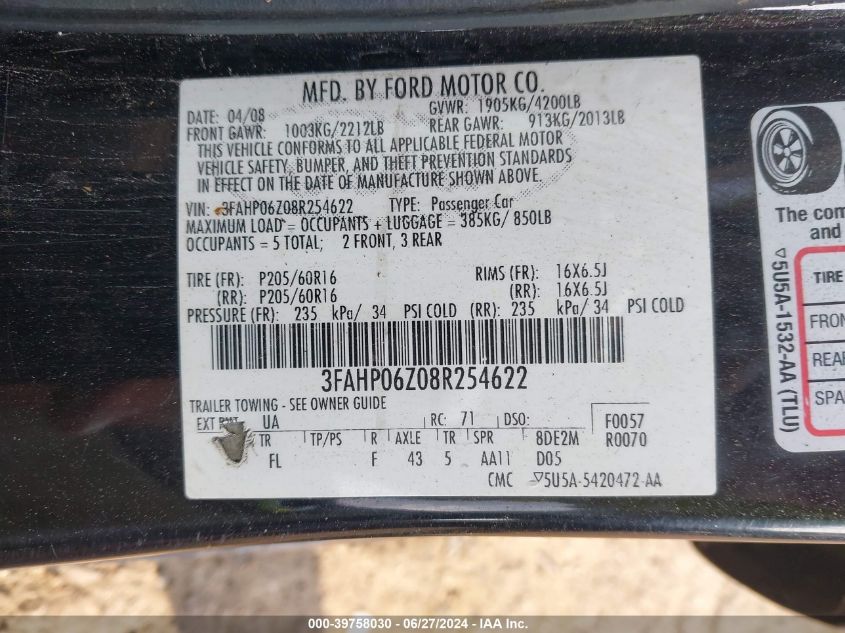 MFD. BY FORD MOTOR CO.
DATE: 04/08 GVWR: 1905KG/4200LB
FRONT GAWR: 1003KG/2212LB REAR GAWR: 913KG/2013LB
THIS VEHICLE CONFORMS TO ALL APPLICABLE FEDERAL MOTOR
VEHICLE SAFETY, BUMPER, AND THEFT PREVENTION STANDARDS
IN EFFECT ON THE DATE OF MANUFACTURE SHOWN ABOVE.
VIN: 3FAHP06Z08R254622 TYPE: Passenger Car
MAXIMUM LOAD = OCCUPANTS + LUGGAGE = 385KG/ 850LB
OCCUPANTS = 5 TOTAL; 2 FRONT, 3 REAR
TIRE (FR): P205/60R16 RIMS (FR): 16X6.5J
(RR): P205/60R16 (RR): 16X6.5J
PRESSURE (FR): 235 kPa/ 34 PSI COLD (RR): 235 kPa/ 34 PSI COLD
3FAHP06Z08R254622
TRAILER TOWING - SEE OWNER GUIDE
EXT PNT UA RC: 71 DSO: F0057
TR TP/PS R AXLE TR SPR 8DE2M R0070
FL F 43 5 AA11 D05
CMC ▽5U5A-5420472-AA
The com
and
TIRE
FRON
REAR
SPA
▽5U5A-1532-AA (TLU)
000-39758030 - 06/27/2024 - IAA Inc.